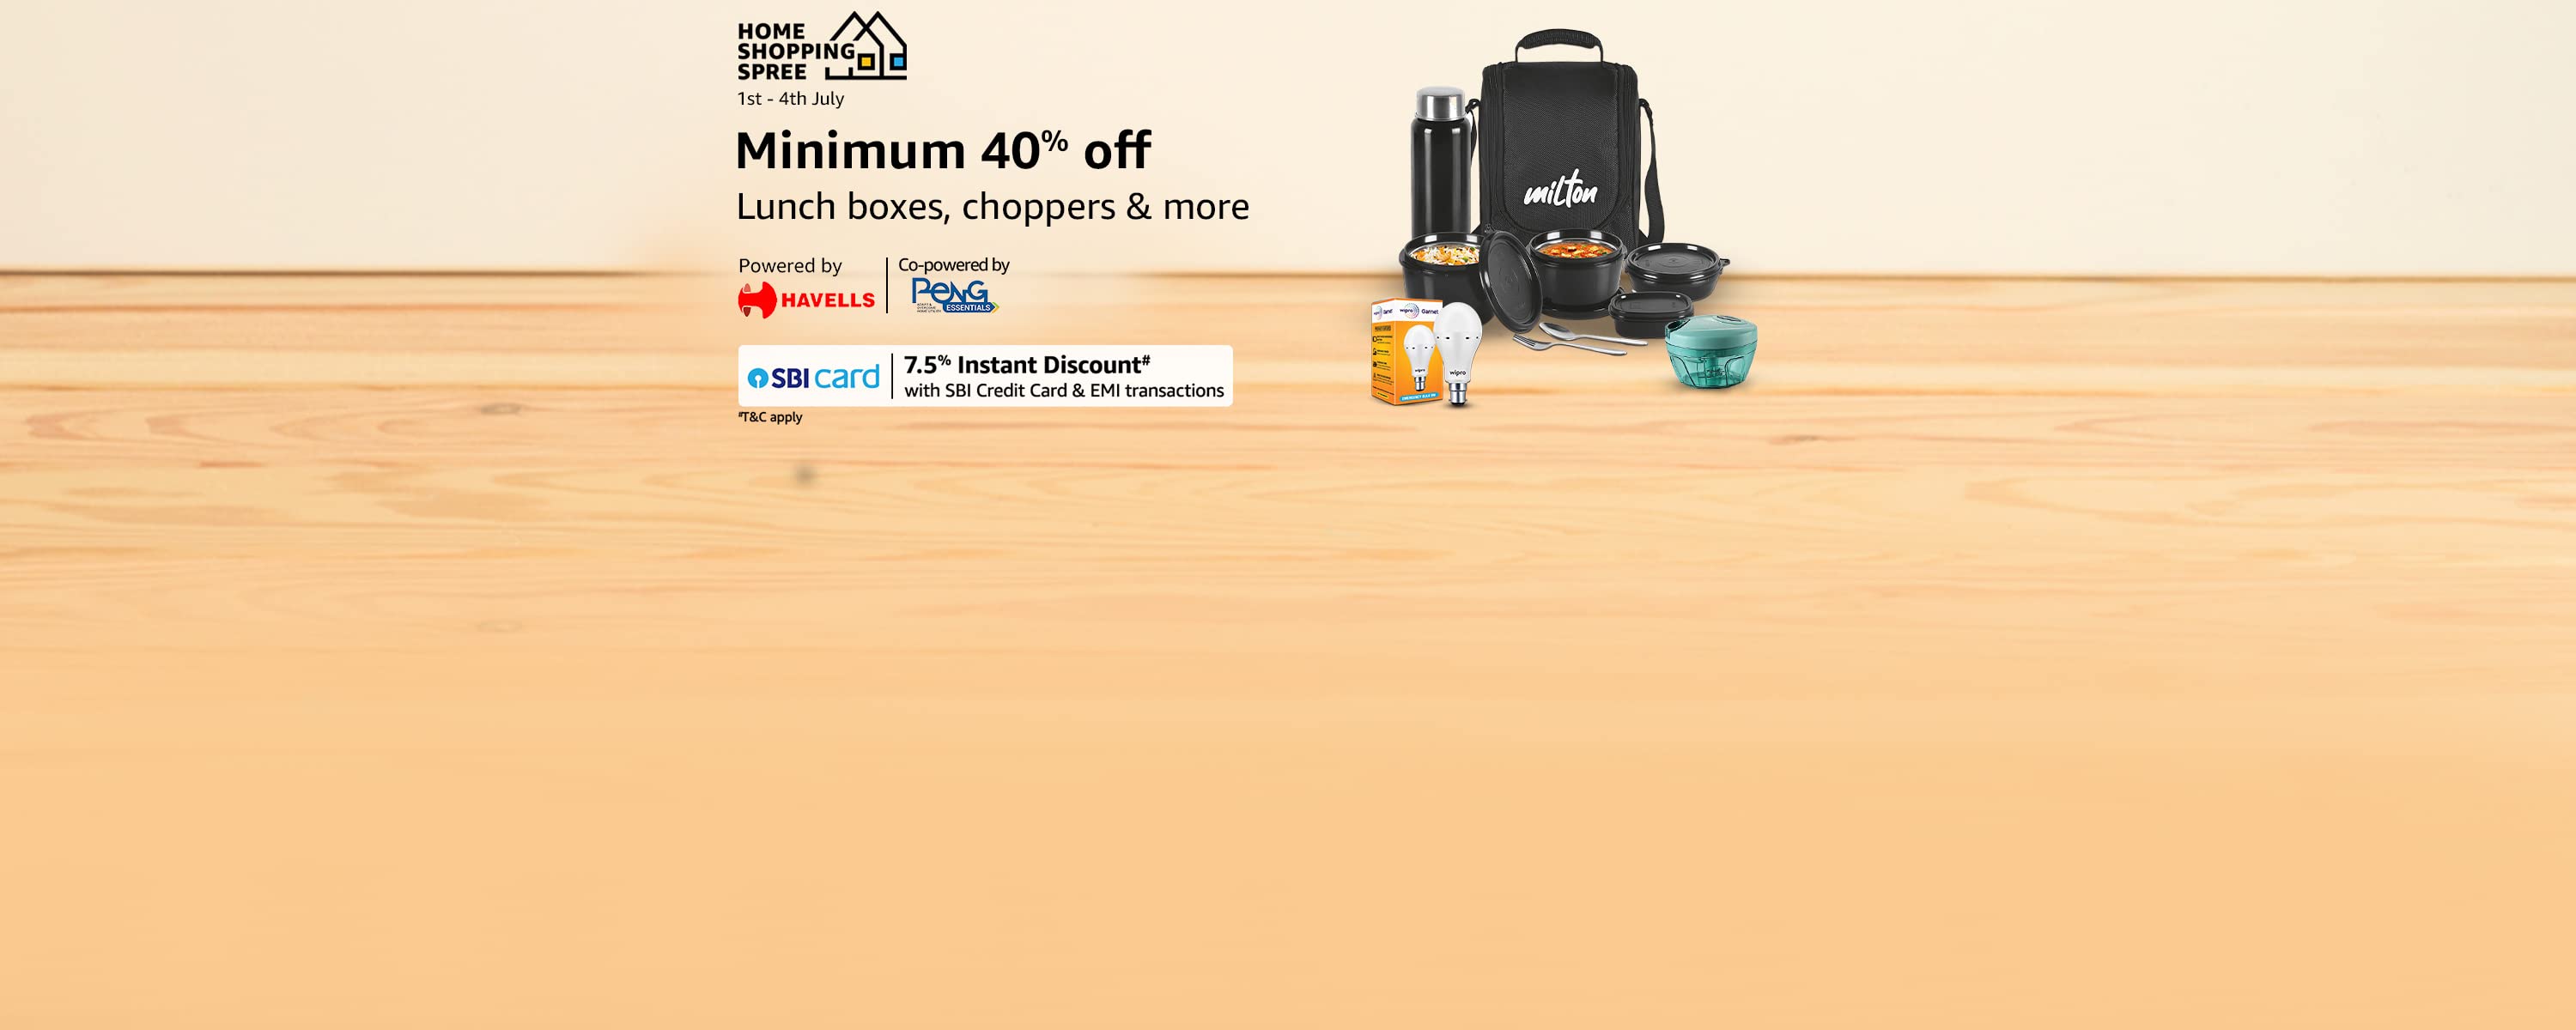 HOME
SHOPPING
SPREE
1st - 4th July
Minimum 40% off
Lunch boxes, choppers & more
Powered by
HAVELLS
Co-powered by
PENG
ESSENTIALS
SBI card
7.5% Instant Discount#
with SBI Credit Card & EMI transactions
#T&C apply
milton
wipro Garnet
wipro
wipro